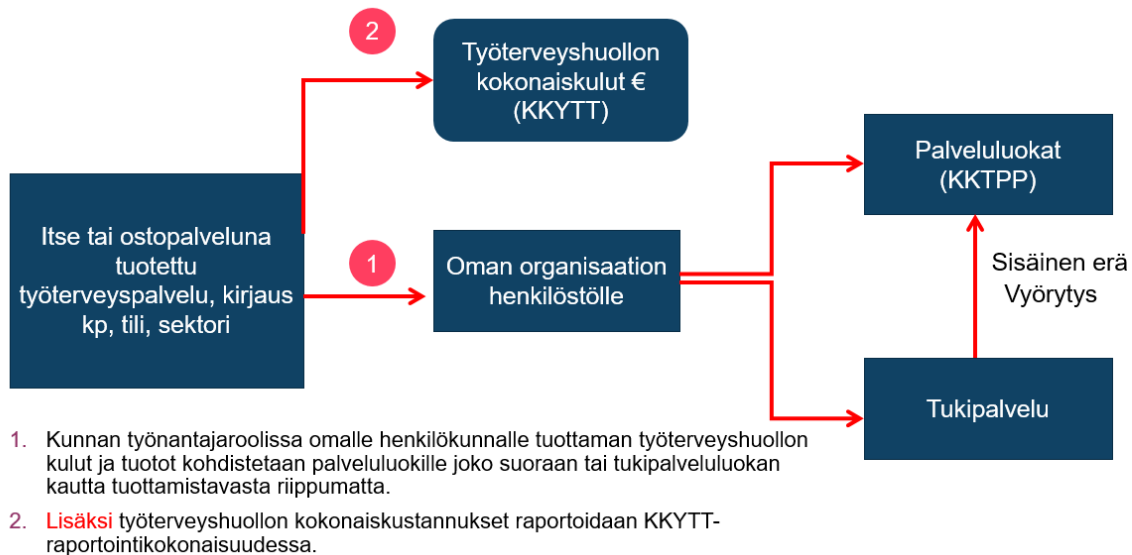 2
Työterveyshuollon
kokonaiskulut €
(KKYTT)
Palveluluokat
(KKTPP)
Itse tai ostopalveluna
tuotettu
työterveyspalvelu, kirjaus
kp, tili, sektori
1
Oman organisaation
henkilöstölle
Sisäinen erä
Vyörytys
Tukipalvelu
1. Kunnan työnantajaroolissa omalle henkilökunnalle tuottaman työterveyshuollon
kulut ja tuotot kohdistetaan palveluluokille joko suoraan tai tukipalveluluokan
kautta tuottamistavasta riippumatta.
2. Lisäksi työterveyshuollon kokonaiskustannukset raportoidaan KKYTT-
raportointikokonaisuudessa.